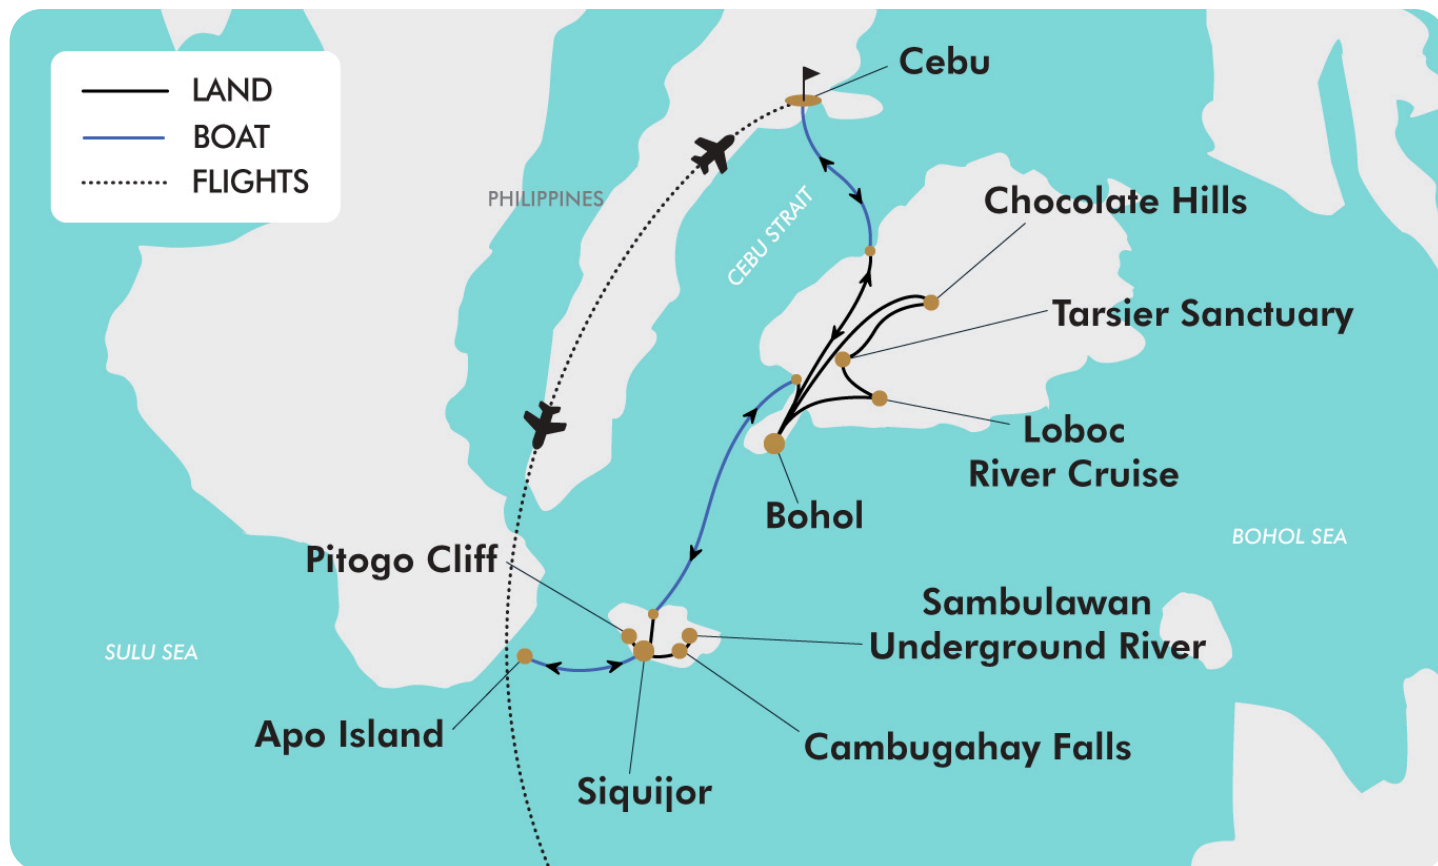 LAND
BOAT
FLIGHTS
Cebu
PHILIPPINES
CEBU STRAIT
Chocolate Hills
Tarsier Sanctuary
Loboc
River Cruise
Bohol
BOHOL SEA
Pitogo Cliff
Sambulawan
Underground River
SULU SEA
Apo Island
Cambugahay Falls
Siquijor